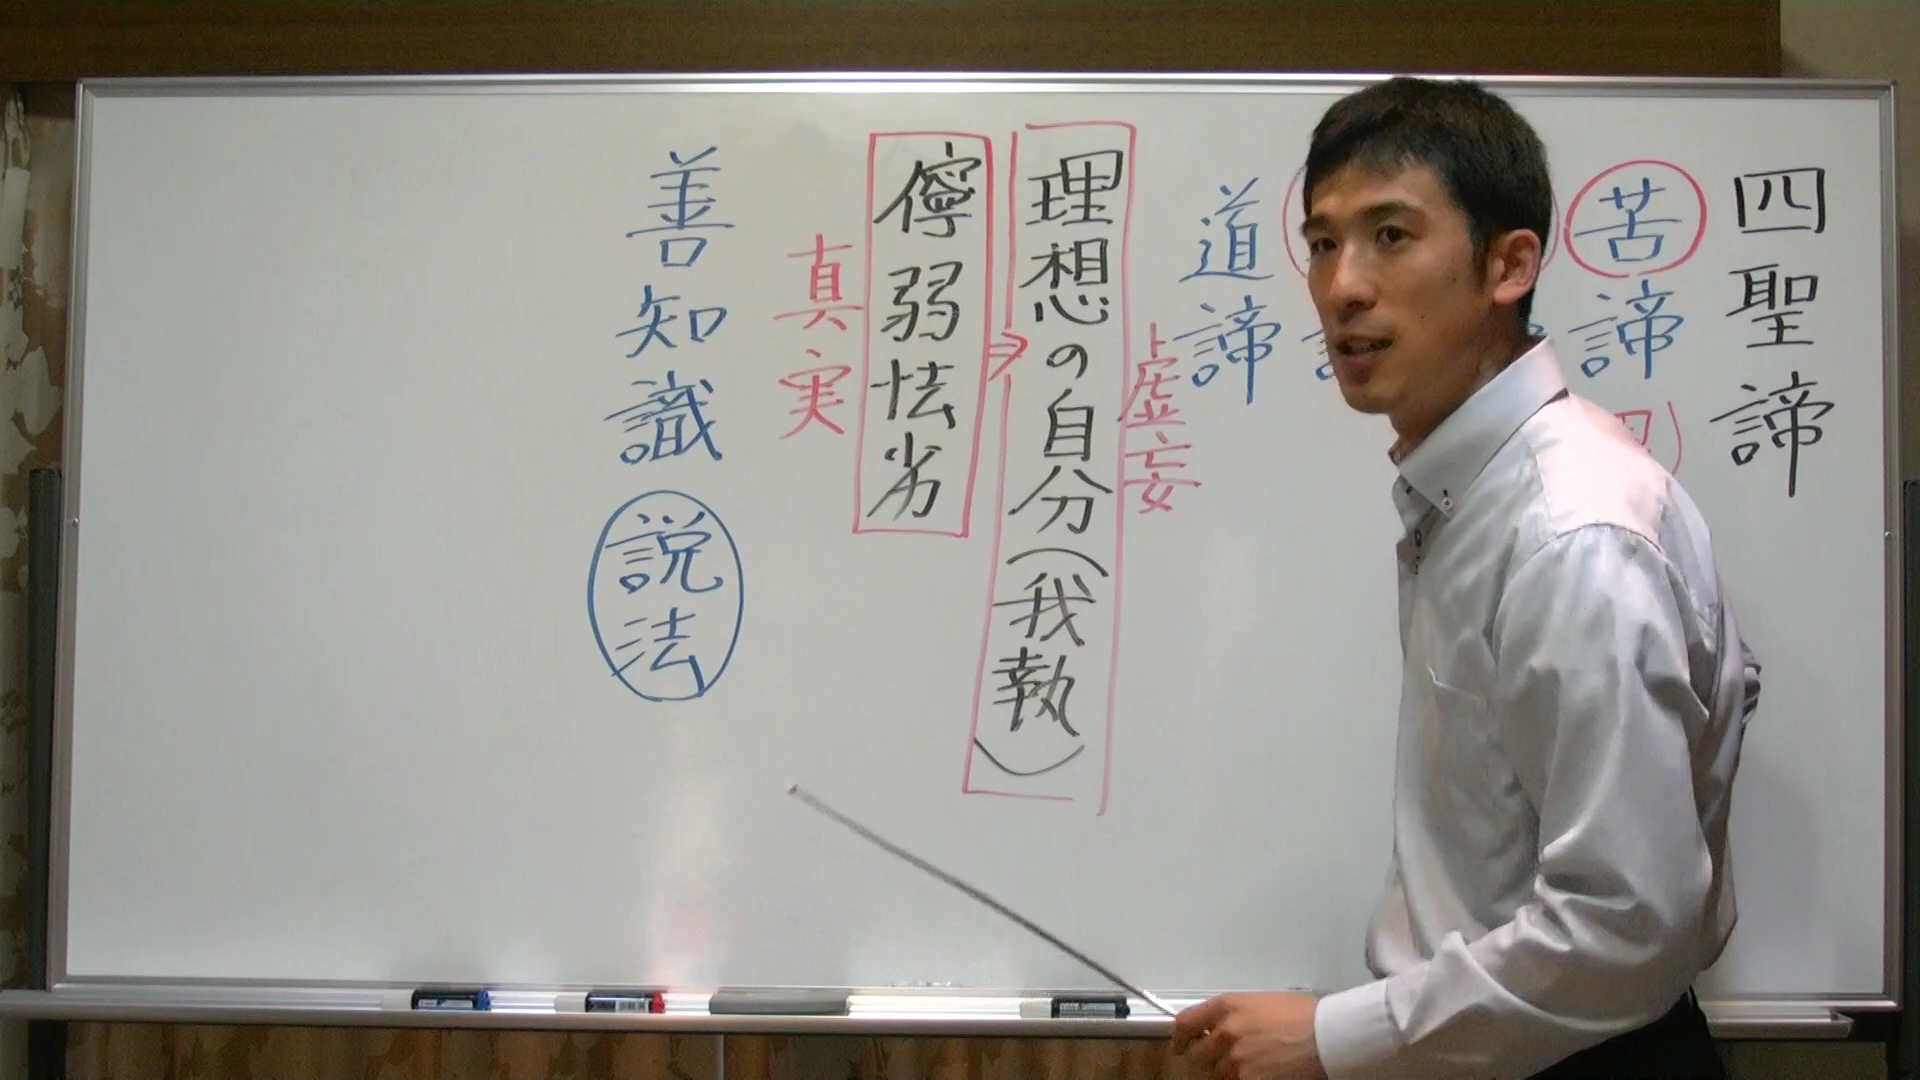 四聖諦
苦諦
道諦
虚妄
理想の自分(我執)
⇒
儜弱怯劣
真実
善知識 説法